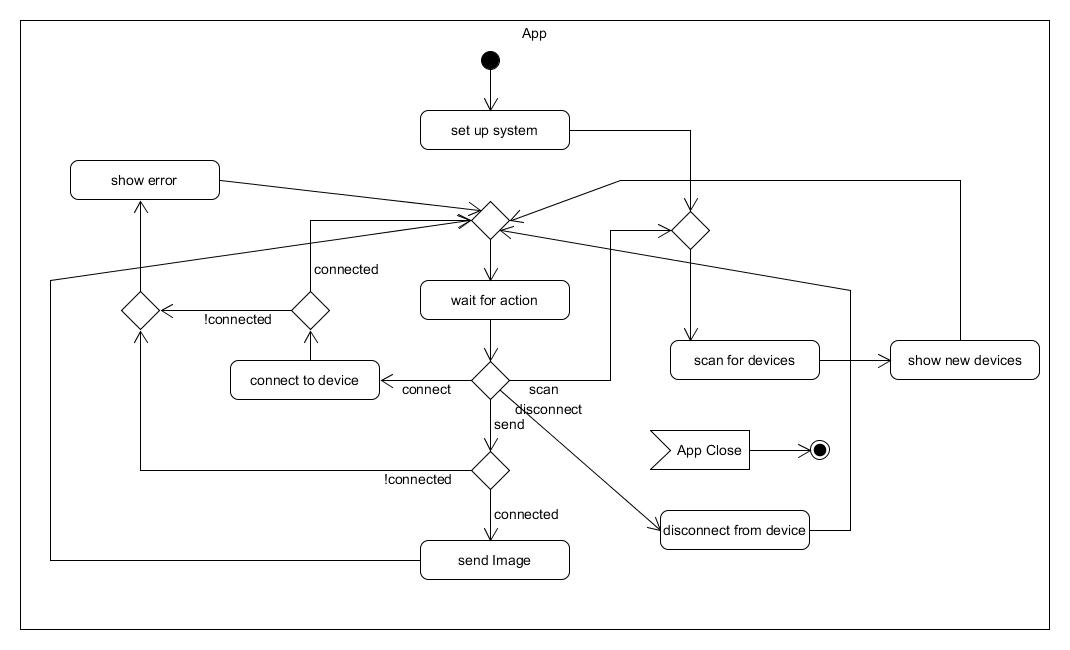 App
set up system
show error
connected
wait for action
!connected
scan for devices
show new devices
connect to device
connect
scan
disconnect
send
App Close
!connected
connected
disconnect from device
send Image